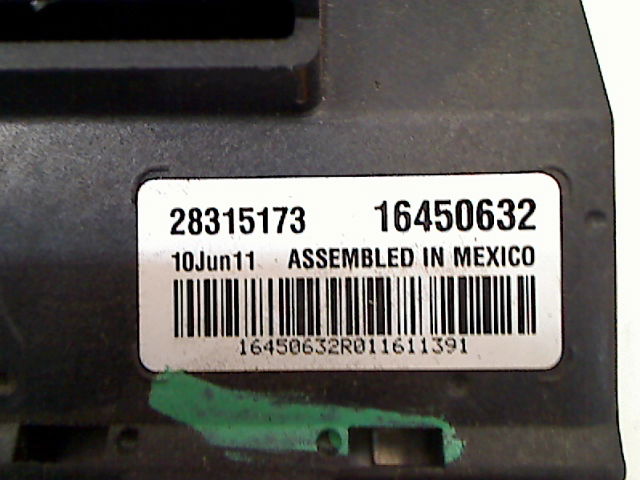 28315173 16450632
10Jun11 ASSEMBLED IN MEXICO
16450632R011611391